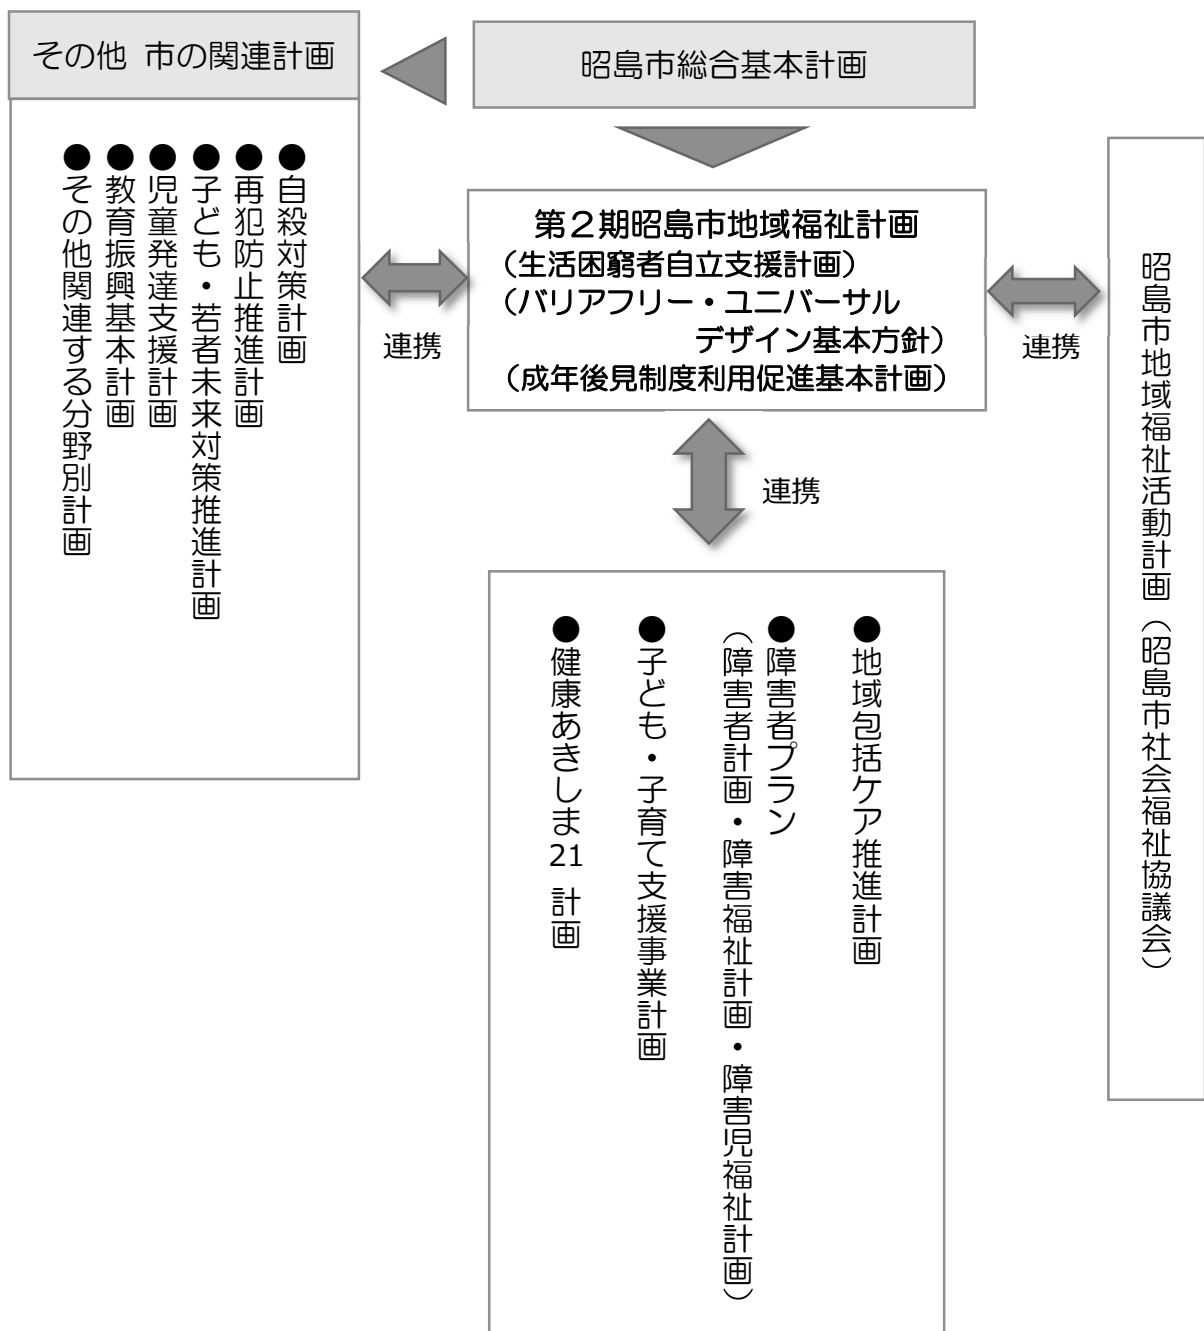 その他 市の関連計画
昭島市総合基本計画
●自殺対策計画
●再犯防止推進計画
●子ども・若者未来対策推進計画
●児童発達支援計画
●教育振興基本計画
●その他関連する分野別計画
連携
第２期昭島市地域福祉計画
（生活困窮者自立支援計画）
（バリアフリー・ユニバーサル
デザイン基本方針）
（成年後見制度利用促進基本計画）
連携
昭島市地域福祉活動計画（昭島市社会福祉協議会）
連携
●地域包括ケア推進計画
●障害者プラン
（障害者計画・障害福祉計画・障害児福祉計画）
●子ども・子育て支援事業計画
●健康あきしま21 計画